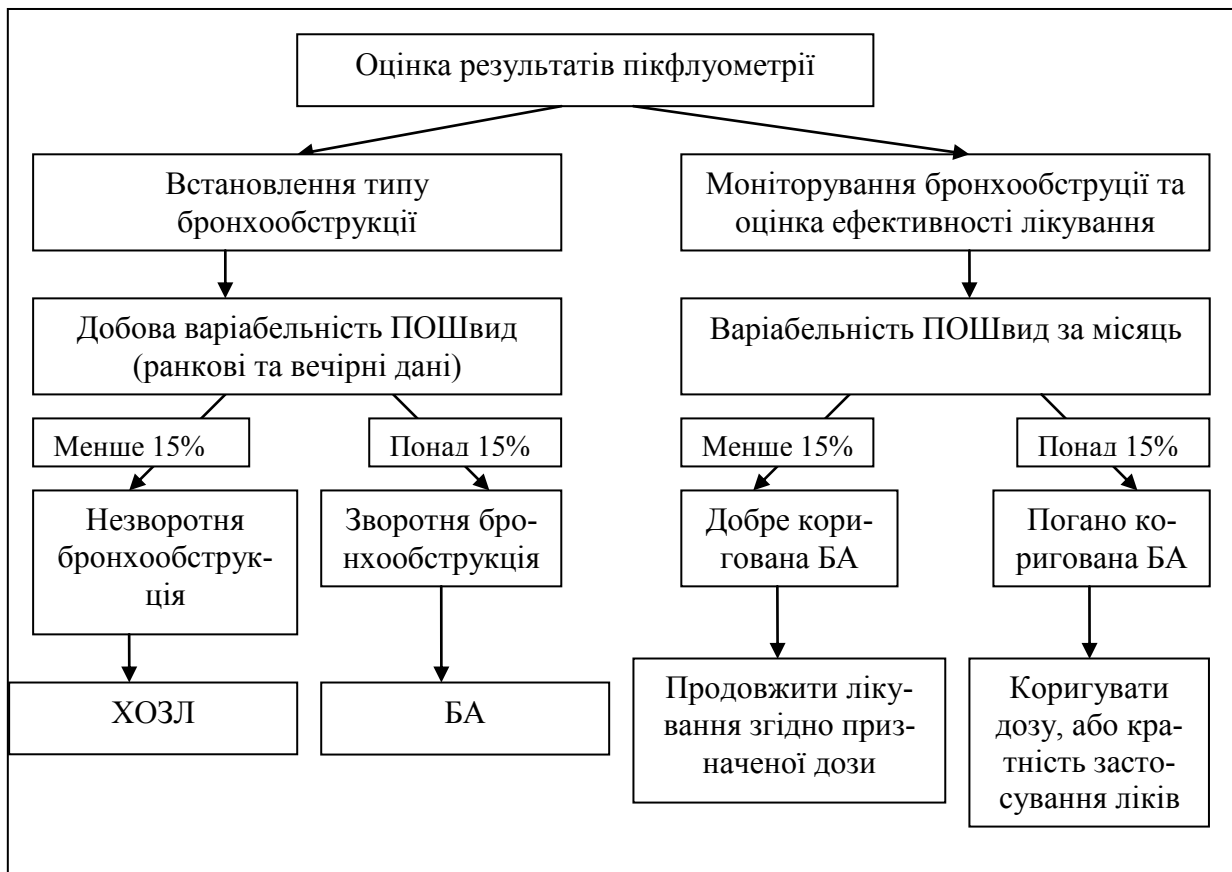 Оцінка результатів пікфлуометрії
Встановлення типу
бронхообструкції
Моніторування бронхообструції та
оцінка ефективності лікування
Добова варіабельність ПОШвид
(ранкові та вечірні дані)
Варіабельність ПОШвид за місяць
Менше 15%
Понад 15%
Менше 15%
Понад 15%
Незворотня
бронхообструк-
ція
Зворотня бро-
нхообструкція
Добре кори-
гована БА
Погано ко-
ригована БА
ХОЗЛ
БА
Продовжити ліку-
вання згідно приз-
наченої дози
Коригувати
дозу, або кра-
тність засто-
сування ліків